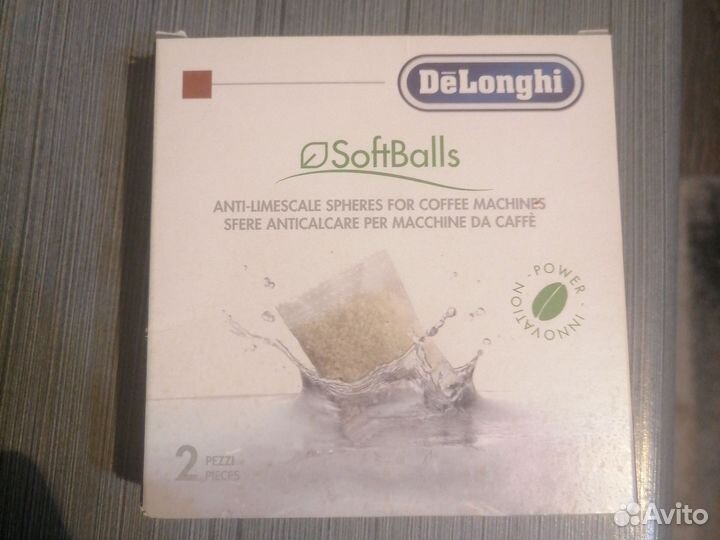 DēLonghi
SoftBalls
ANTI-LIMESCALE SPHERES FOR COFFEE MACHINES
SFERE ANTICALCARE PER MACCHINE DA CAFFÈ
INNOVATION · POWER ·
2 PEZZI
PIECES
Avito